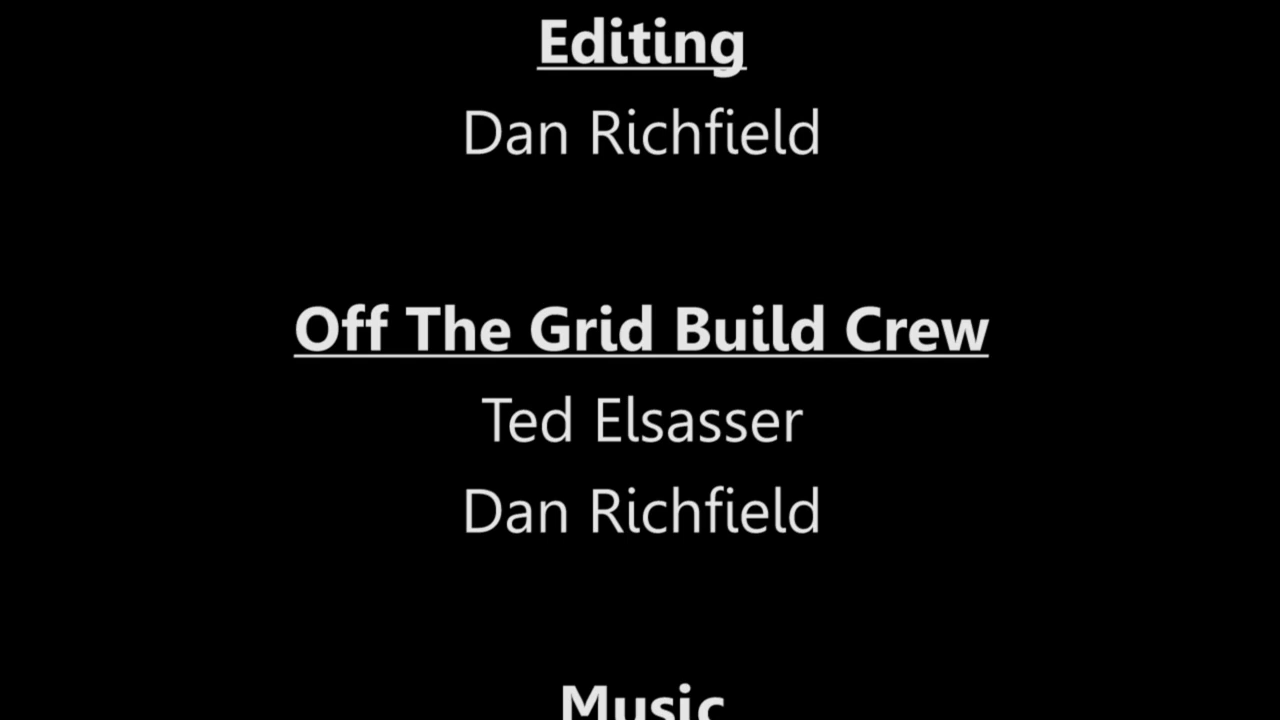 Editing
Dan Richfield
Off The Grid Build Crew
Ted Elsasser
Dan Richfield
Music